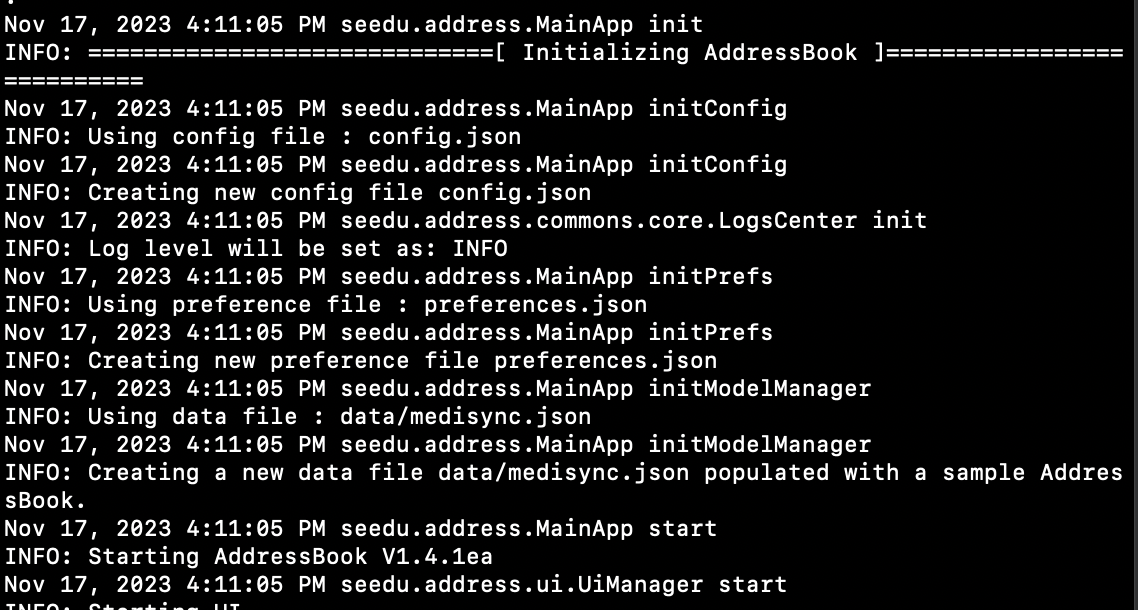 Nov 17, 2023 4:11:05 PM seedu.address.MainApp init
INFO: =============================[ Initializing AddressBook ]=================
==========
Nov 17, 2023 4:11:05 PM seedu.address.MainApp initConfig
INFO: Using config file : config.json
Nov 17, 2023 4:11:05 PM seedu.address.MainApp initConfig
INFO: Creating new config file config.json
Nov 17, 2023 4:11:05 PM seedu.address.commons.core.LogsCenter init
INFO: Log level will be set as: INFO
Nov 17, 2023 4:11:05 PM seedu.address.MainApp initPrefs
INFO: Using preference file : preferences.json
Nov 17, 2023 4:11:05 PM seedu.address.MainApp initPrefs
INFO: Creating new preference file preferences.json
Nov 17, 2023 4:11:05 PM seedu.address.MainApp initModelManager
INFO: Using data file : data/medisync.json
Nov 17, 2023 4:11:05 PM seedu.address.MainApp initModelManager
INFO: Creating a new data file data/medisync.json populated with a sample Addres
sBook.
Nov 17, 2023 4:11:05 PM seedu.address.MainApp start
INFO: Starting AddressBook V1.4.1ea
Nov 17, 2023 4:11:05 PM seedu.address.ui.UiManager start
INFO: Starting UI